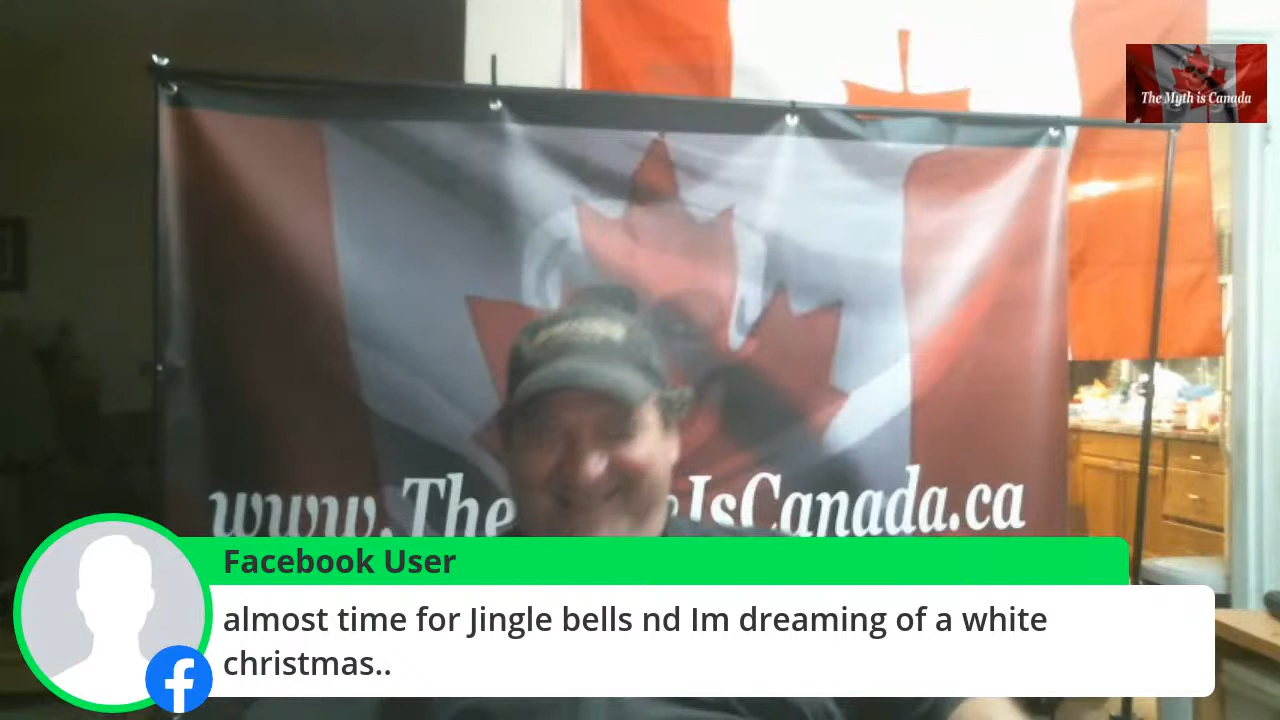 The Myth is Canada
www.The IsCanada.ca
Facebook User
almost time for Jingle bells nd Im dreaming of a white
christmas..